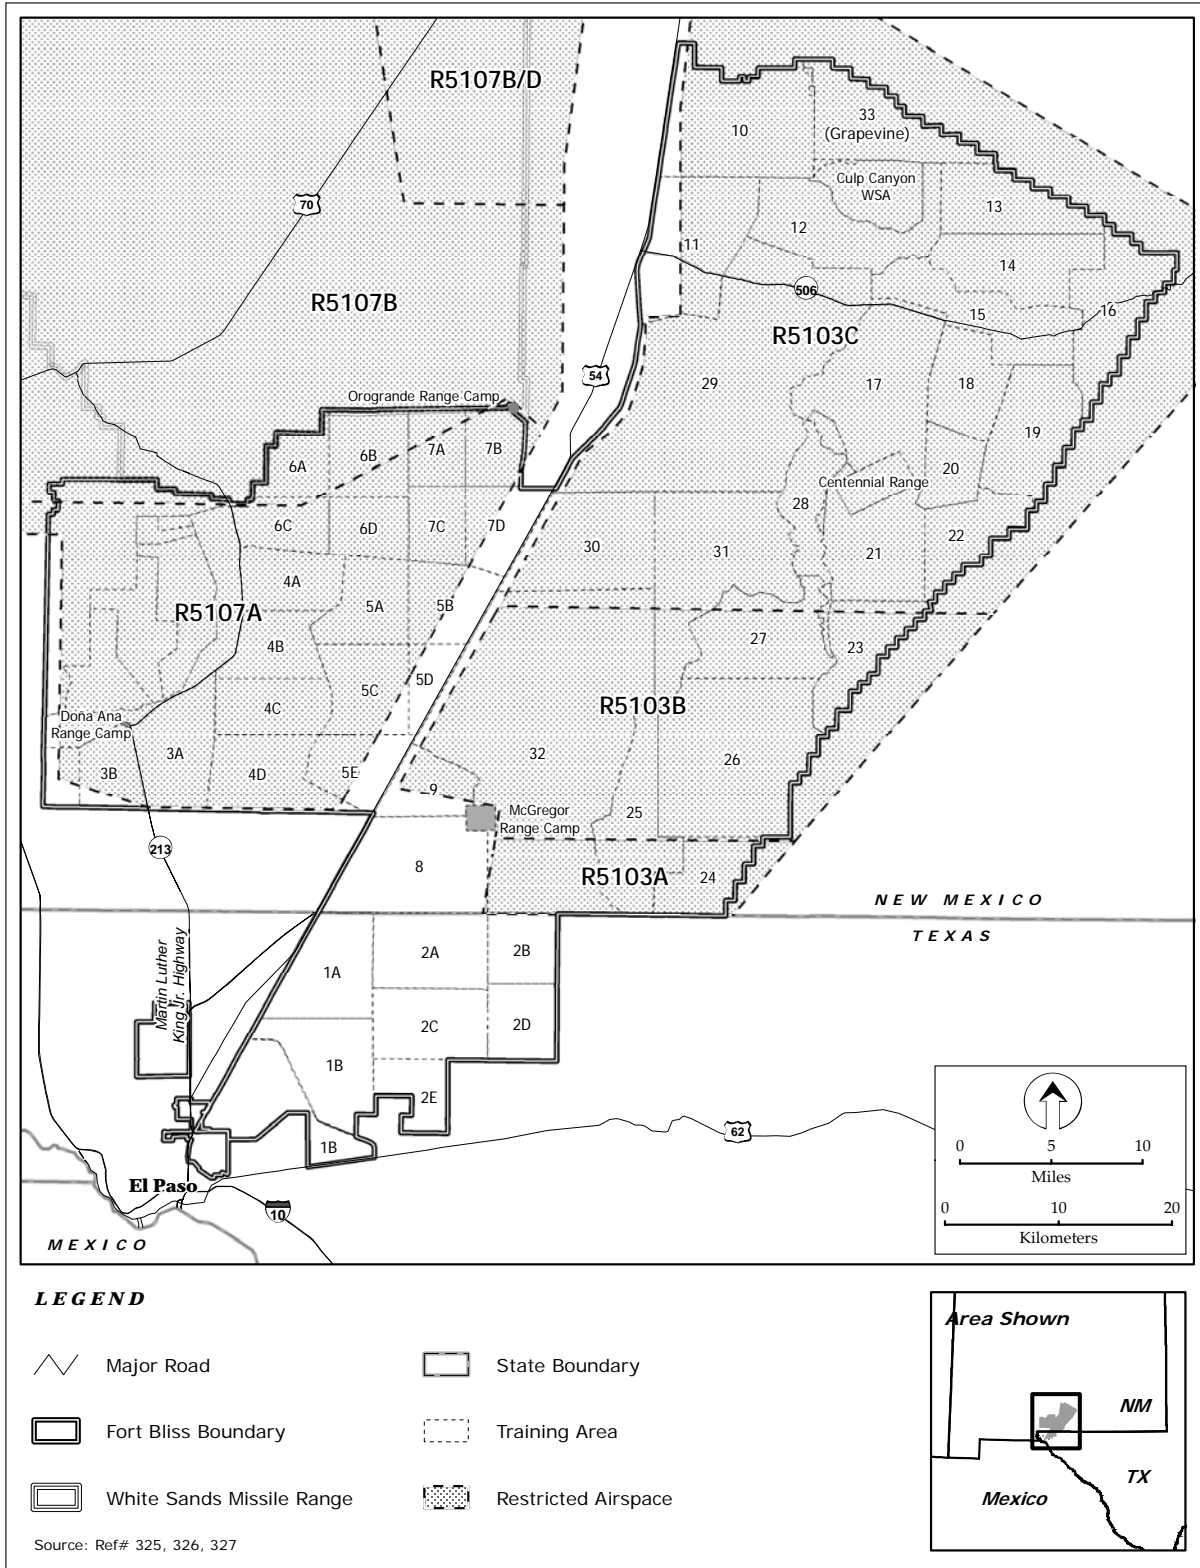 R5107B/D
10
33
(Grapevine)
Culp Canyon
WSA
13
70
12
11
14
506
R5107B
15
16
R5103C
54
29
17
18
Orogrande Range Camp
19
6A
6B
7A
7B
20
Centennial Range
28
6C
6D
7C
7D
22
30
31
21
4A
5A
5B
R5107A
4B
27
23
5C
5D
4C
R5103B
Doña Ana
Range Camp
3A
32
26
3B
4D
5E
9
McGregor
Range Camp
25
213
8
R5103A
24
NEW MEXICO
TEXAS
Martin Luther
King Jr. Highway
1A
2A
2B
2C
2D
1B
2E
1B
62
El Paso
10
MEXICO
0
5
10
Miles
0
10
20
Kilometers
LEGEND
Major Road
State Boundary
Fort Bliss Boundary
Training Area
White Sands Missile Range
Restricted Airspace
Source: Ref# 325, 326, 327
Area Shown
NM
TX
Mexico